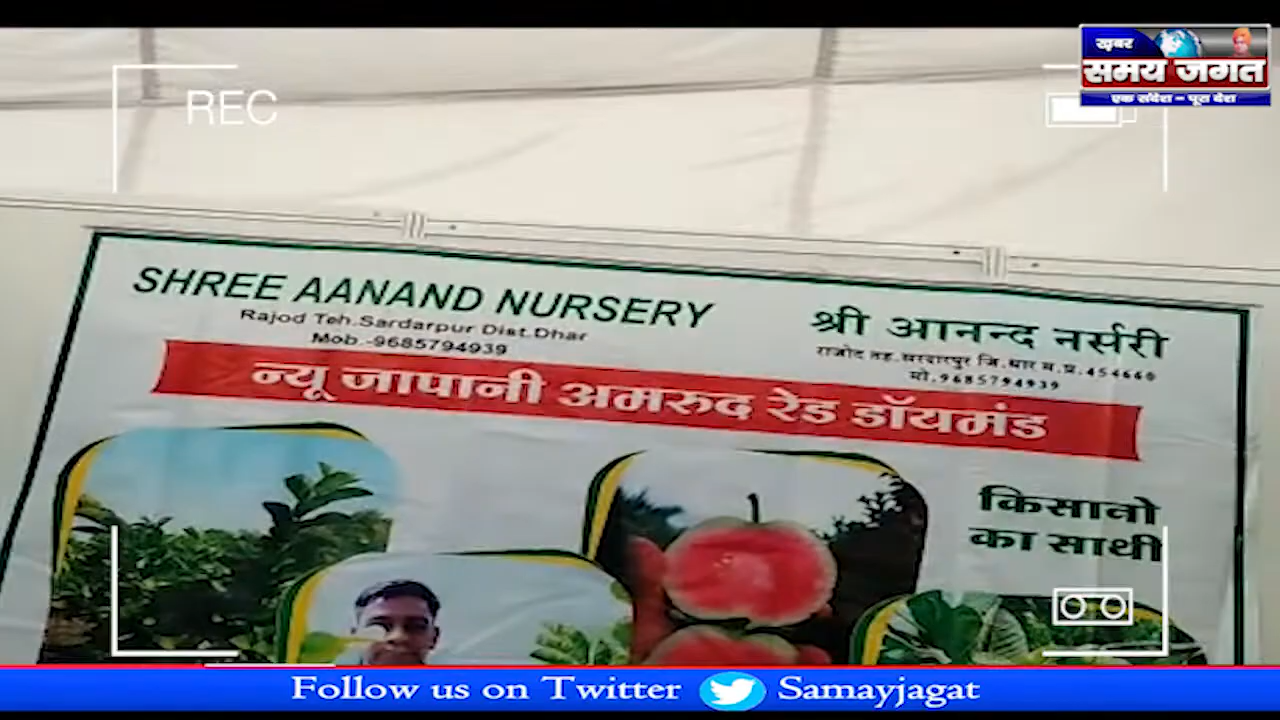 खबर
समय जगत
एक संदेश - पूरा देश
REC
SHREE AANAND NURSERY
Rajod Teh.Sardarpur Dist.Dhar
Mob.-9685794939
श्री आनन्द नर्सरी
राजोद तह.सरदारपुर जि.धार म.प्र.454660
मो.9685794939
न्यू जापानी अमरुद रेड डॉयमंड
किसानो
का साथी
Follow us on Twitter Samayjagat